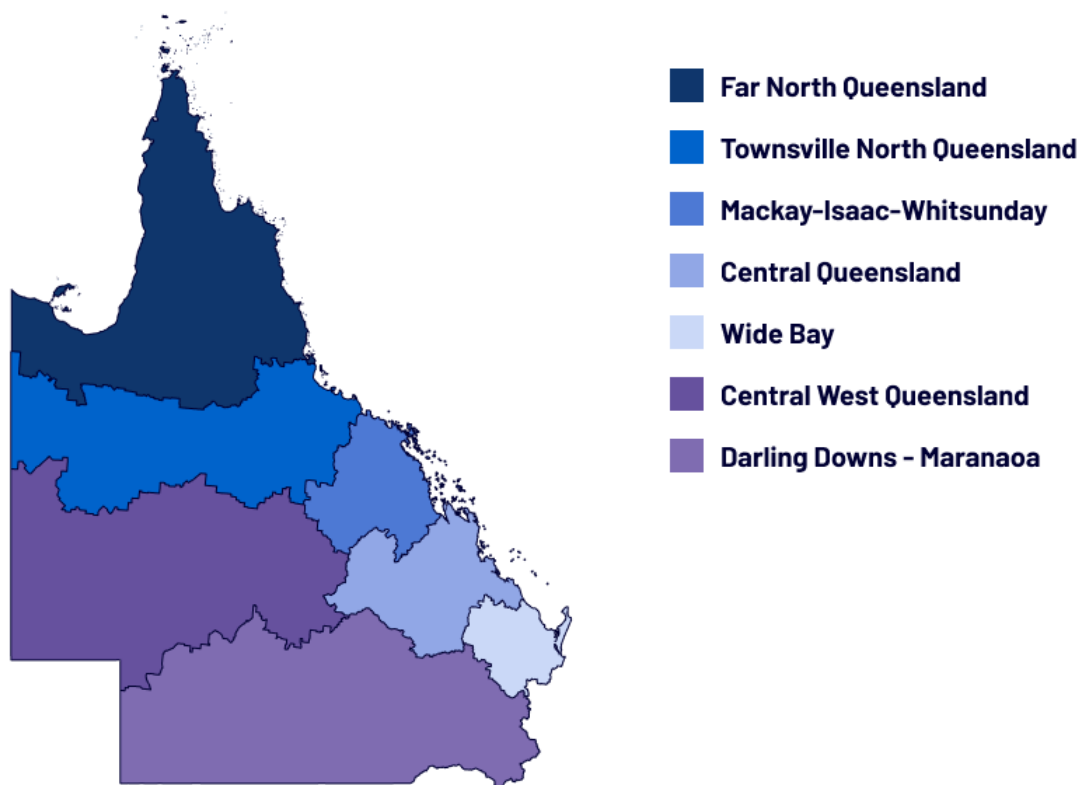 Far North Queensland
Townsville North Queensland
Mackay-Isaac-Whitsunday
Central Queensland
Wide Bay
Central West Queensland
Darling Downs - Maranaoa